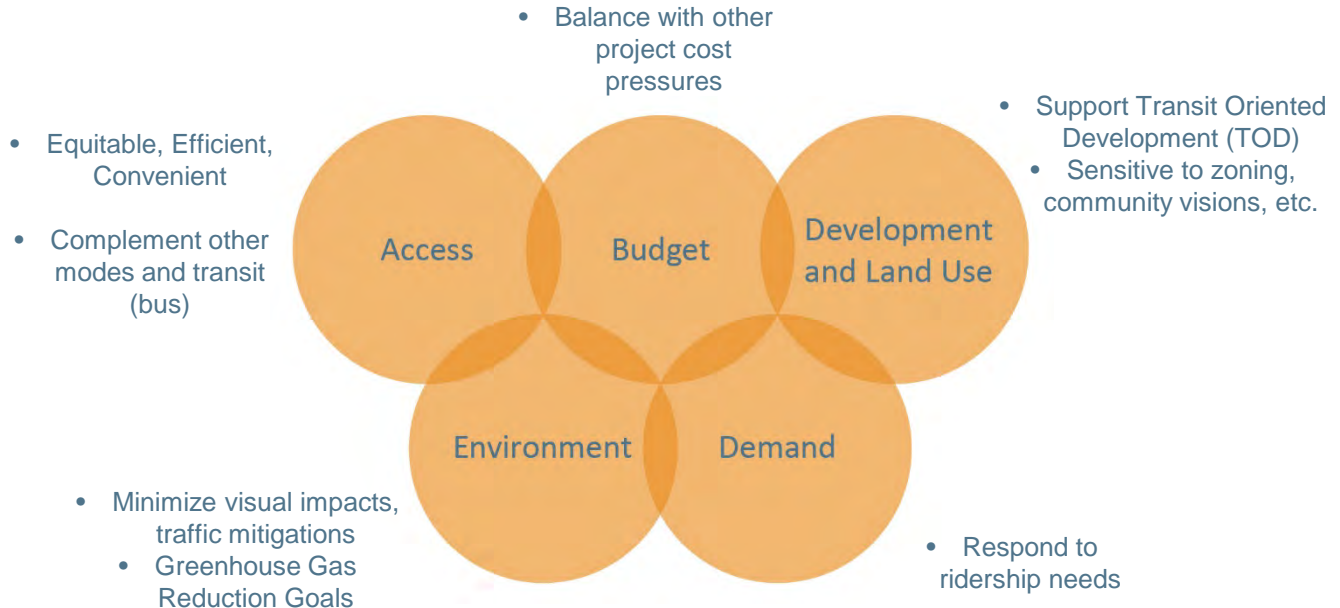 • Balance with other
project cost
pressures
• Equitable, Efficient,
Convenient
• Complement other
modes and transit
(bus)
• Support Transit Oriented
Development (TOD)
• Sensitive to zoning,
community visions, etc.
Access
Budget
Development
and Land Use
Environment
Demand
• Minimize visual impacts,
traffic mitigations
• Greenhouse Gas
Reduction Goals
• Respond to
ridership needs